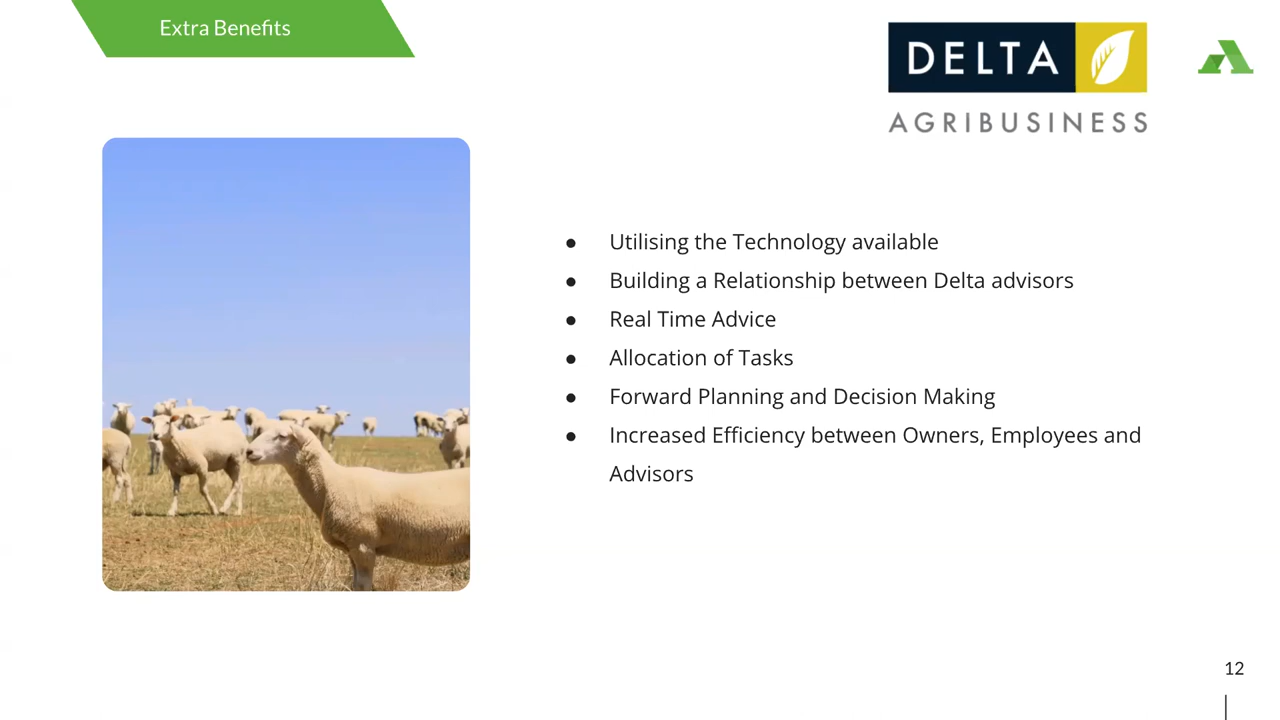 Extra Benefits
DELTA
AGRIBUSINESS
● Utilising the Technology available
● Building a Relationship between Delta advisors
● Real Time Advice
● Allocation of Tasks
● Forward Planning and Decision Making
● Increased Efficiency between Owners, Employees and
Advisors
12